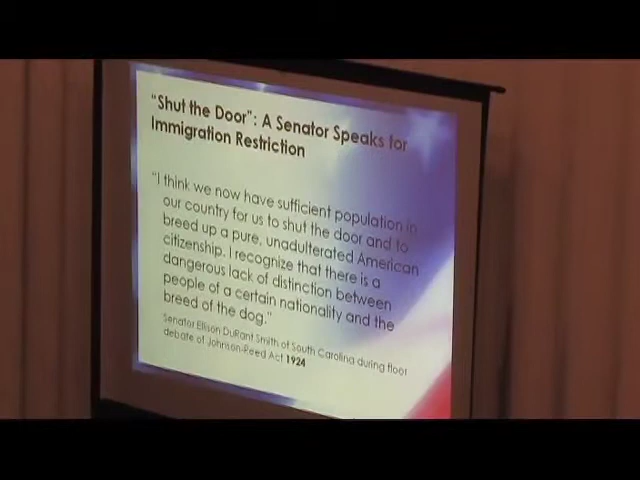 “Shut the Door”: A Senator Speaks for
Immigration Restriction
“I think we now have sufficient population in
our country for us to shut the door and to
breed up a pure, unadulterated American
citizenship. I recognize that there is a
dangerous lack of distinction between
people of a certain nationality and the
breed of the dog.”
Senator Ellison DuRant Smith of South Carolina during floor
debate of Johnson-Reed Act 1924